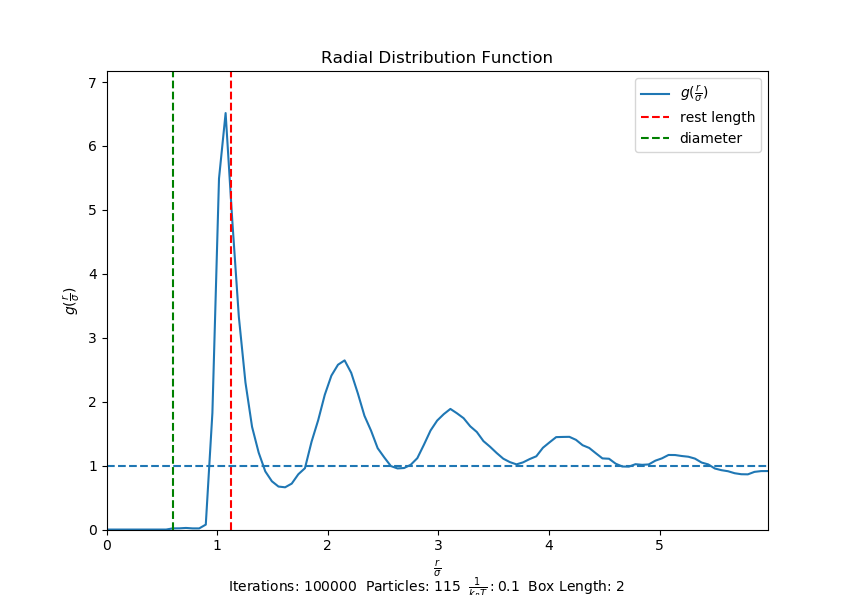 Radial Distribution Function
g(r/σ)
rest length
diameter
7
6
5
4
3
2
1
0
g(r/σ)
0 1 2 3 4 5
r/σ
Iterations: 100000 Particles: 115 1/k_BT: 0.1 Box Length: 2